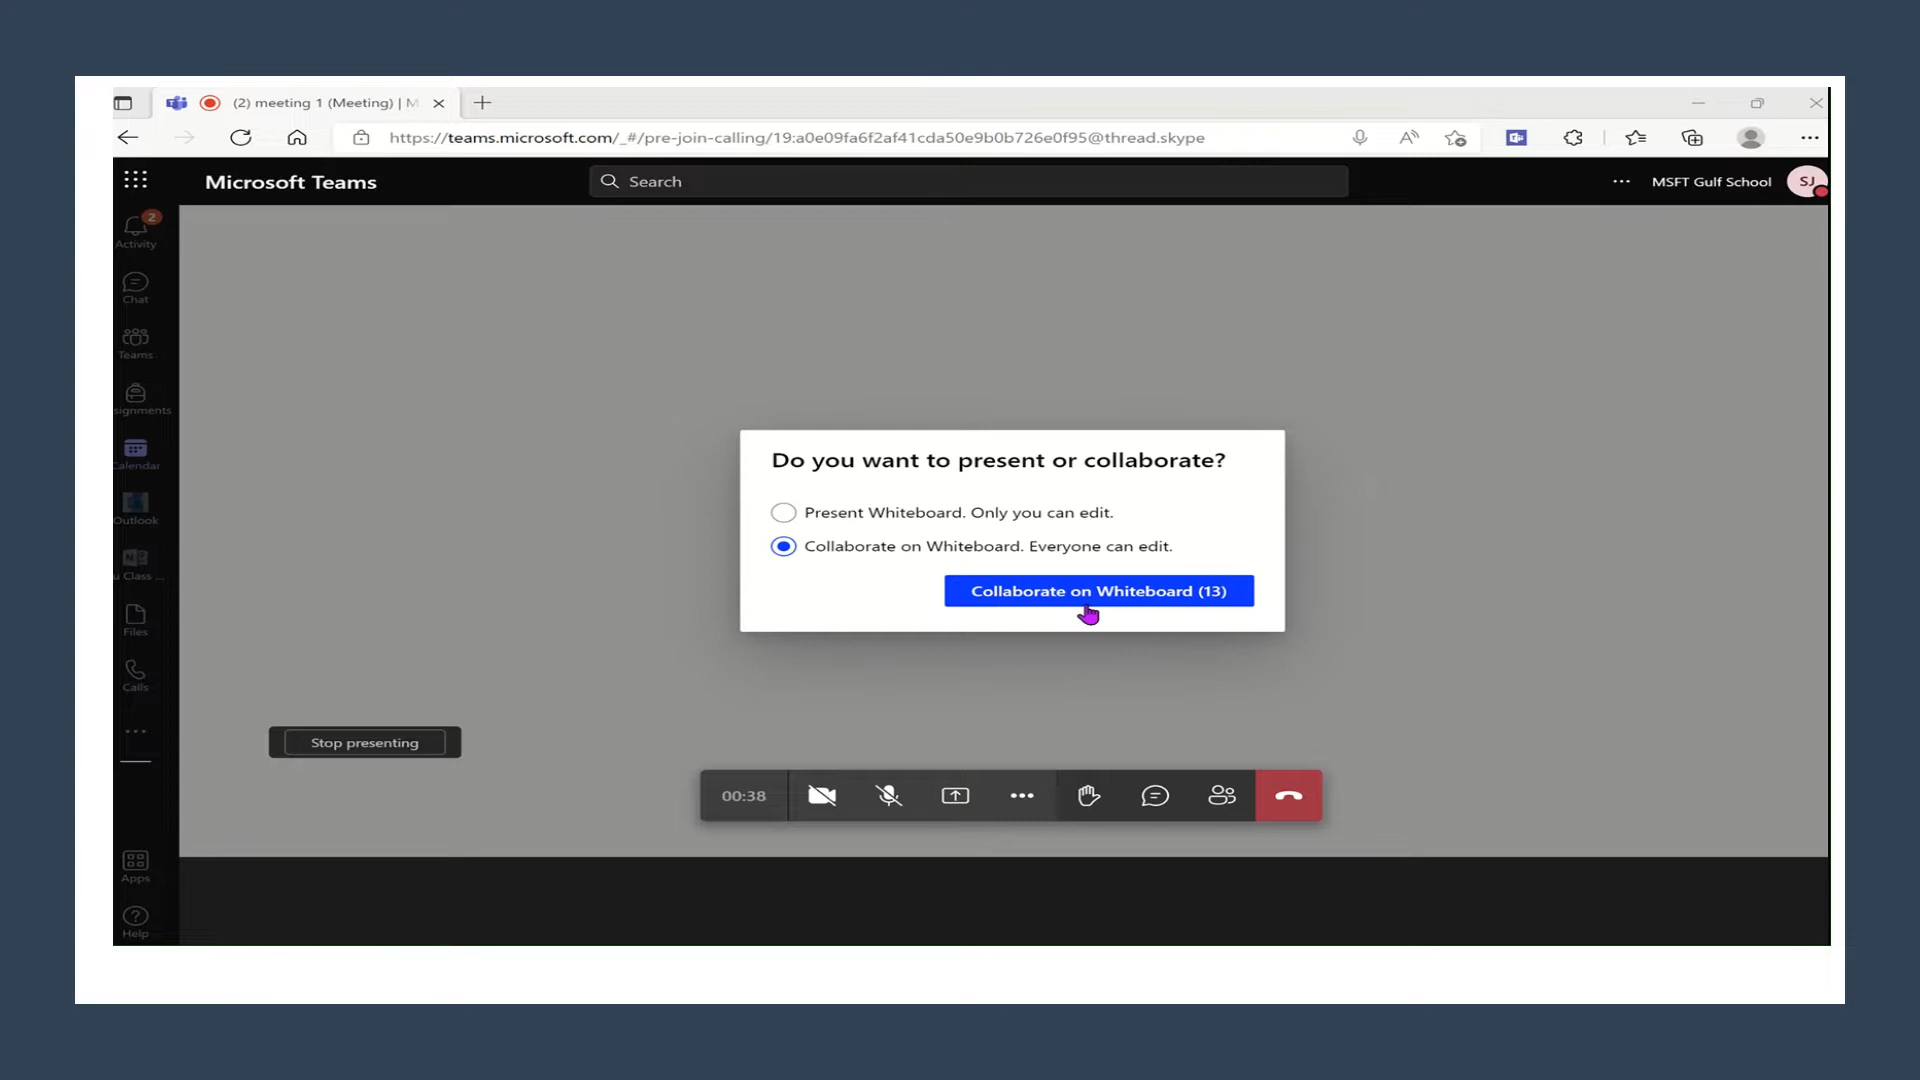 (2) meeting 1 (Meeting) | M
https://teams.microsoft.com/_#/pre-join-calling/19:a0e09fa6f2af41cda50e9b0b726e0f95@thread.skype
Microsoft Teams
Search
MSFT Gulf School
SJ
2
Activity
Chat
Teams
signments
Calendar
Outlook
u Class ...
Files
Calls
Apps
Help
Do you want to present or collaborate?
Present Whiteboard. Only you can edit.
Collaborate on Whiteboard. Everyone can edit.
Collaborate on Whiteboard (13)
Stop presenting
00:38